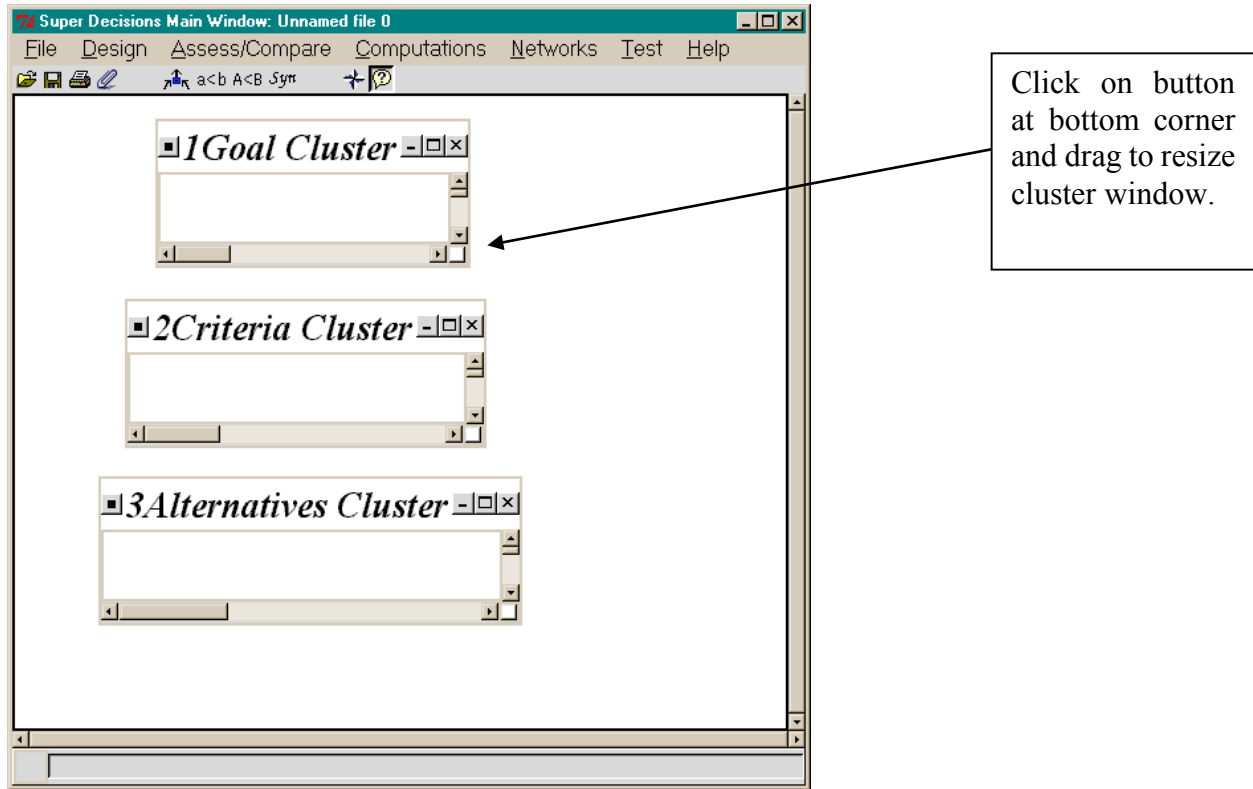 Super Decisions Main Window: Unnamed file 0
File Design Assess/Compare Computations Networks Test Help
a<b A<B Syn ?
1Goal Cluster
2Criteria Cluster
3Alternatives Cluster
Click on button
at bottom corner
and drag to resize
cluster window.